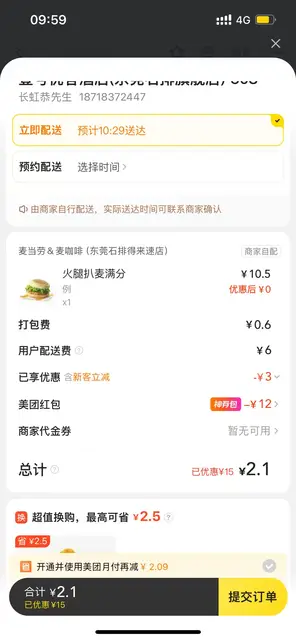 09:59
4G
长虹恭先生 18718372447
立即配送 预计10:29送达
预约配送 选择时间 >
由商家自行配送,实际送达时间可联系商家确认
麦当劳&麦咖啡 (东莞石排得来速店) 商家自配
火腿扒麦满分 ¥10.5
例 优惠后 ¥0
x1
打包费 ¥0.6
用户配送费 ? ¥6
已享优惠 含新客立减 -¥3
美团红包 神券包 -¥12 >
商家代金券 暂无可用 >
总计 ? 已优惠¥15 ¥2.1
换 超值换购,最高可省 ¥2.5 ?
省 ¥2.5
省 开通并使用美团月付再减 ¥ 2.09
合计 ¥2.1
已优惠 ¥15
提交订单